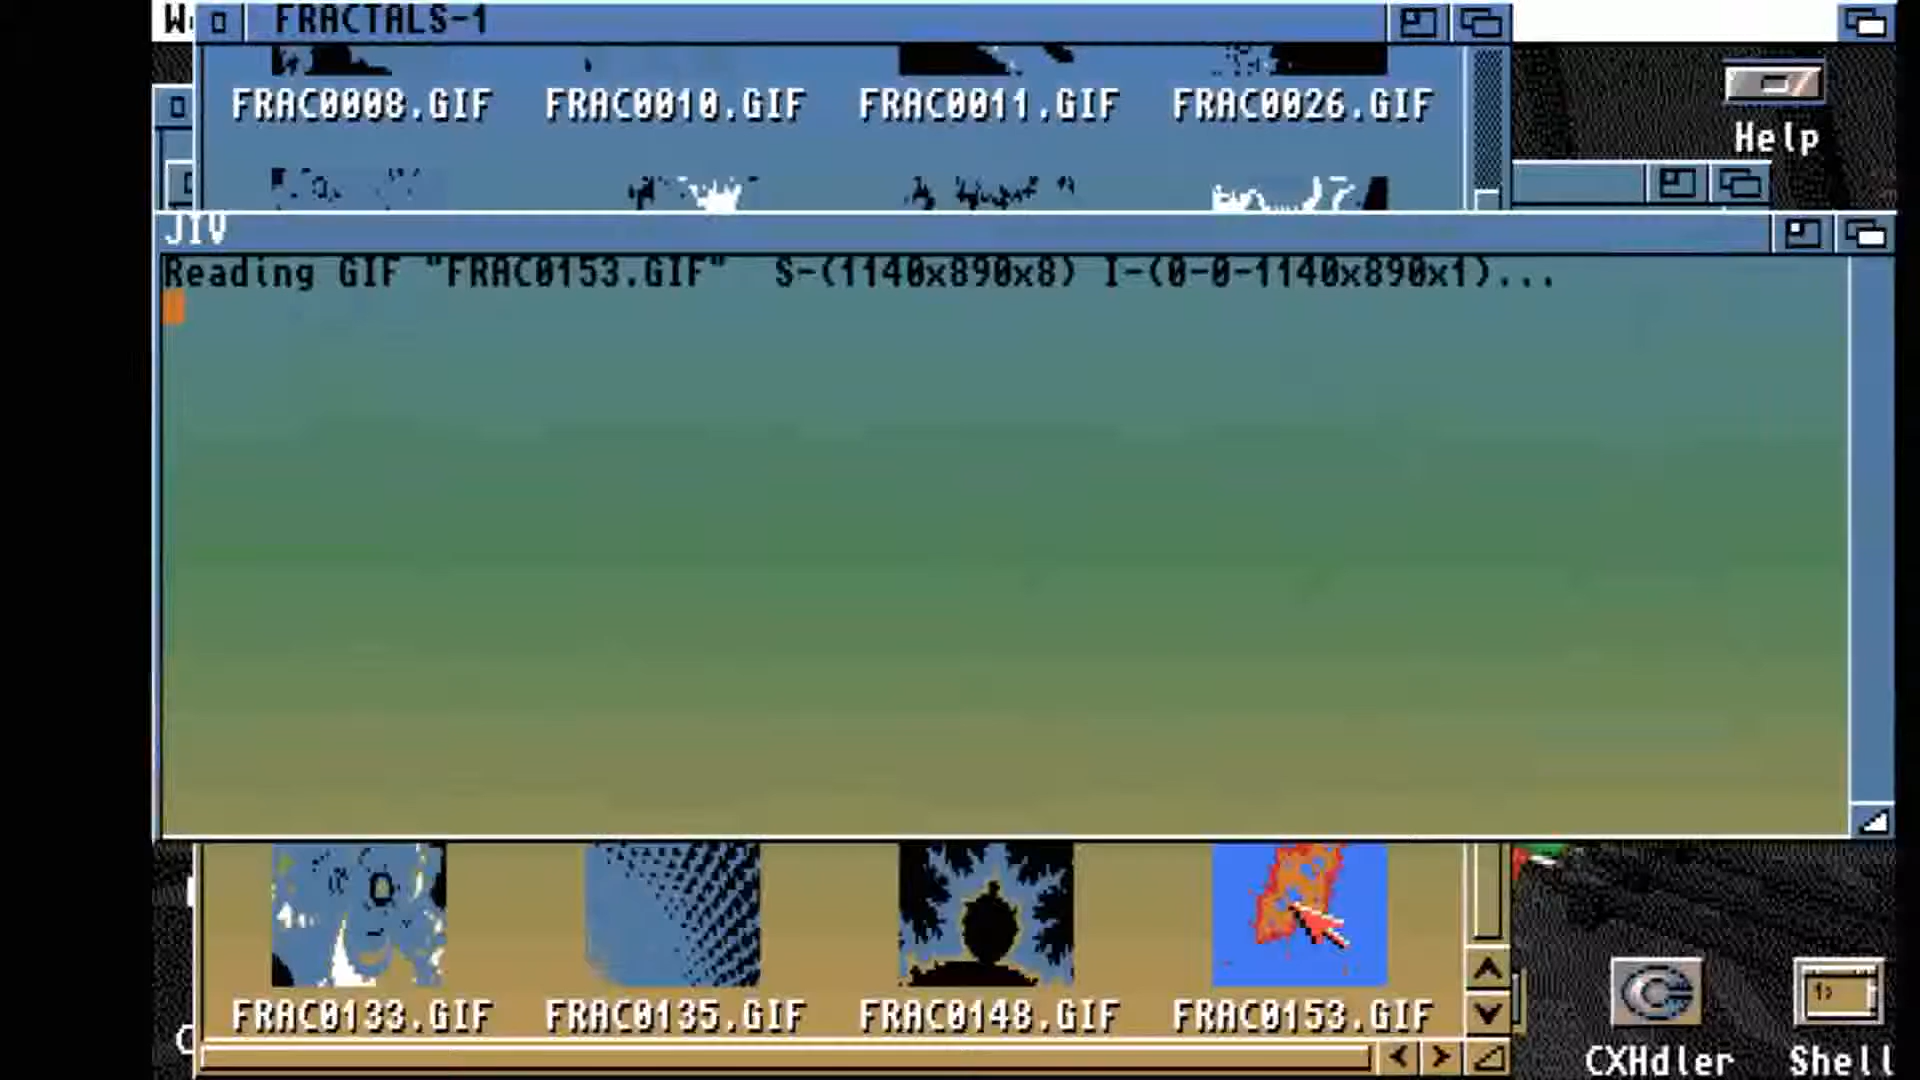 FRACTALS-1
FRAC0008.GIF FRAC0010.GIF FRAC0011.GIF FRAC0026.GIF
Help
JIV
Reading GIF "FRAC0153.GIF" S-(1140x890x8) I-(0-0-1140x890x1)...
FRAC0133.GIF FRAC0135.GIF FRAC0148.GIF FRAC0153.GIF
CXHdler Shell